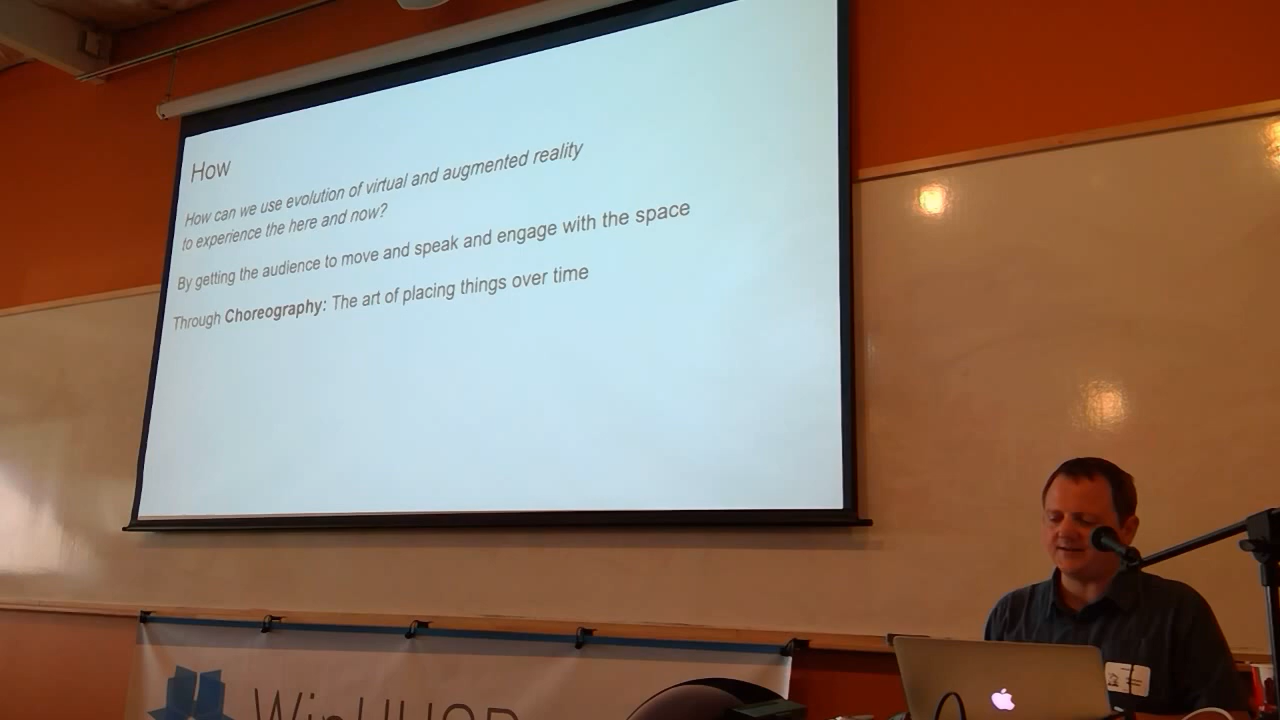 How
How can we use evolution of virtual and augmented reality
to experience the here and now?
By getting the audience to move and speak and engage with the space
Through Choreography: The art of placing things over time